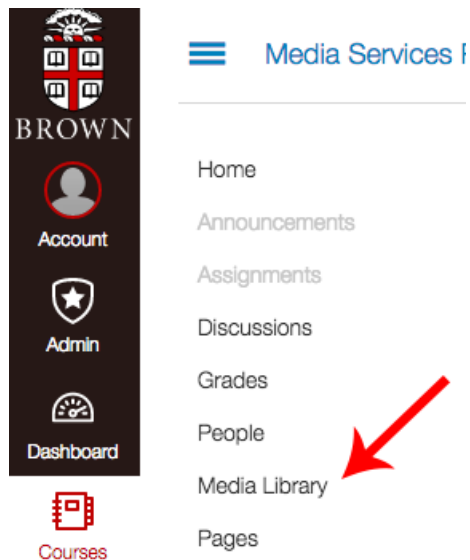 BROWN
Account
Admin
Dashboard
Courses
Media Services
Home
Announcements
Assignments
Discussions
Grades
People
Media Library
Pages